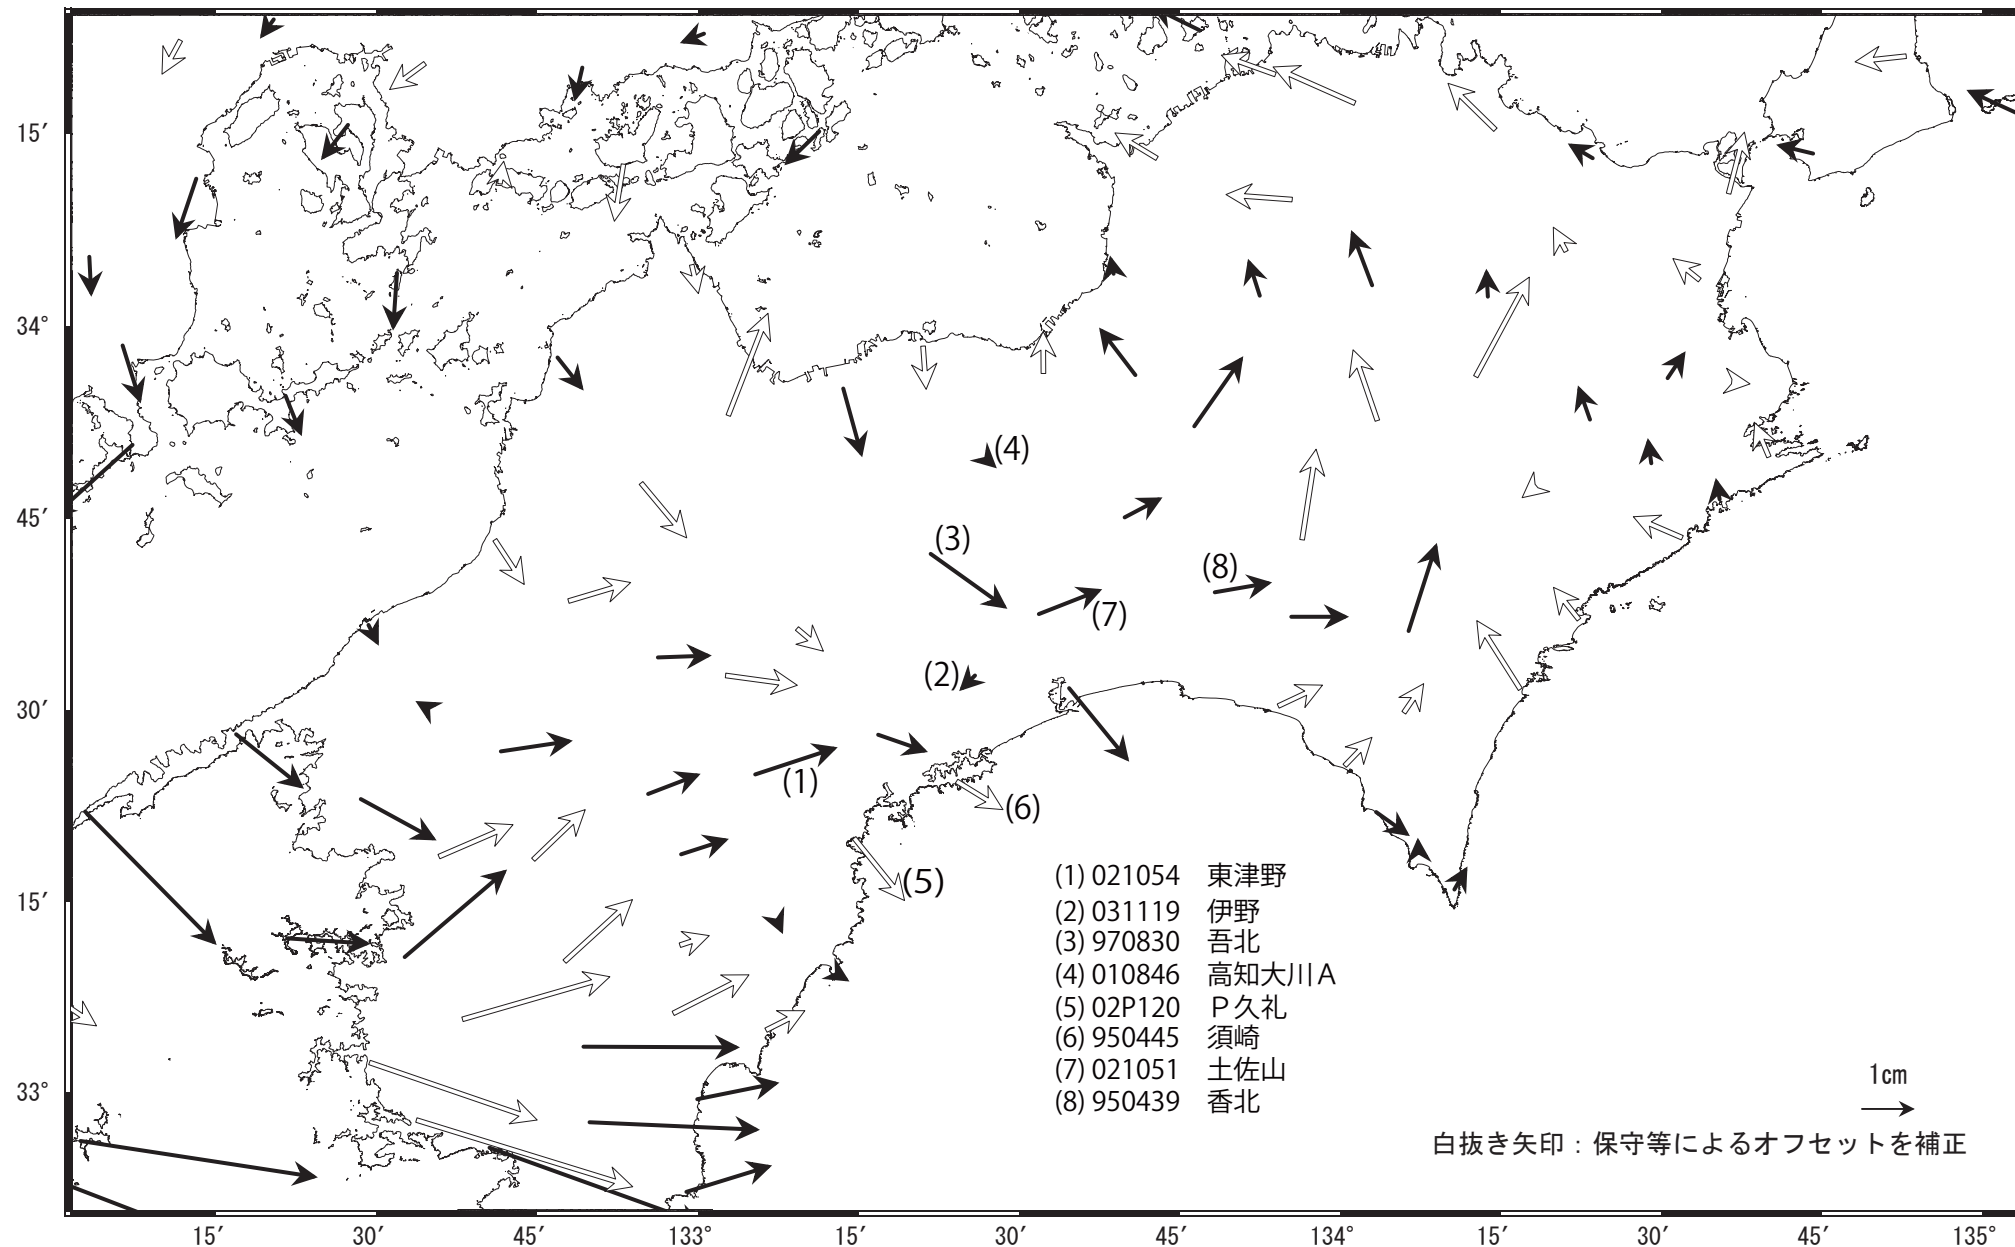 15′
34°
(4)
45′
(3)
(8)
(7)
(2)
30′
(1)
(6)
(5)
(1) 021054 東津野
15′
(2) 031119 伊野
(3) 970830 吾北
(4) 010846 高知大川A
(5) 02P120 P久礼
(6) 950445 須崎
(7) 021051 土佐山
1cm
33°
(8) 950439 香北
白抜き矢印：保守等によるオフセットを補正
15′ 30′ 45′ 133° 15′ 30′ 45′ 134° 15′ 30′ 45′ 135°